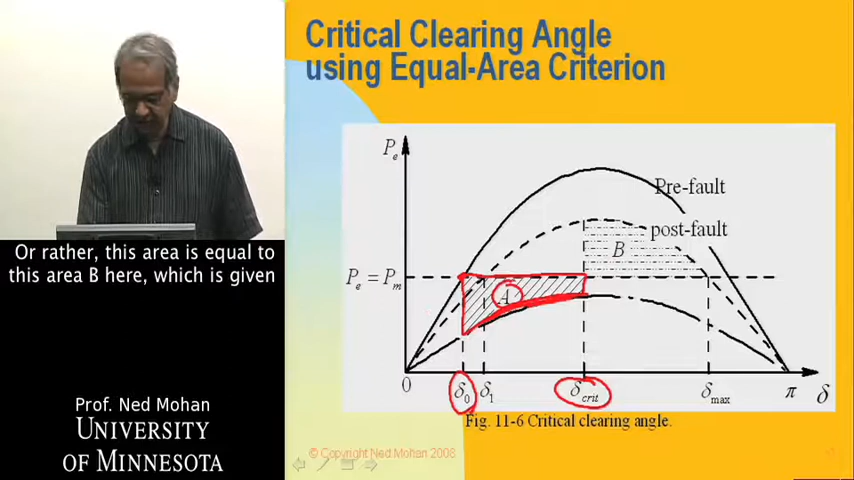 Critical Clearing Angle
using Equal-Area Criterion
Pₑ
Pre-fault
post-fault
B
Pₑ = Pₘ
A
0
δ₀
δ₁
δ_crit
δ_max
π
δ
Fig. 11-6 Critical clearing angle.
Or rather, this area is equal to
this area B here, which is given
Prof. Ned Mohan
UNIVERSITY
OF MINNESOTA
© Copyright Ned Mohan 2008